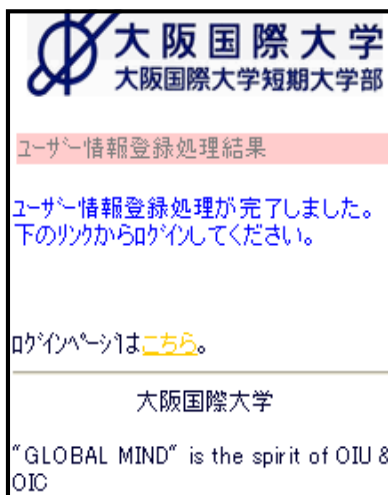 大阪国際大学
大阪国際大学短期大学部
ﾕｰｻﾞｰ情報登録処理結果
ﾕｰｻﾞｰ情報登録処理が完了しました。
下のﾘﾝｸからﾛｸﾞｲﾝしてください。
ﾛｸﾞｲﾝﾍﾟｰｼﾞはこちら。
大阪国際大学
"GLOBAL MIND" is the spirit of OIU &
OIC